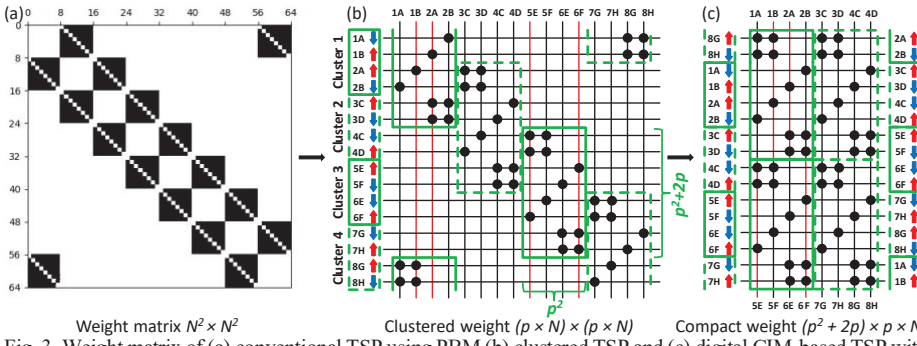 (a)
0 8 16 24 32 40 48 56 64
0
8
16
24
32
40
48
56
64
Weight matrix N² × N²
(b)
1A 1B 2A 2B 3C 3D 4C 4D 5E 5F 6E 6F 7G 7H 8G 8H
Cluster 1
Cluster 2
Cluster 3
Cluster 4
1A
1B
2A
2B
3C
3D
4C
4D
5E
5F
6E
6F
7G
7H
8G
8H
p²+2p
p²
Clustered weight (p × N) × (p × N)
(c)
1A 1B 2A 2B 3C 3D 4C 4D
8G 2A
8H 2B
1A 3C
1B 3D
2A 4C
2B 4D
3C 5E
3D 5F
4C 6E
4D 6F
5E 7G
5F 7H
6E 8G
6F 8H
7G 1A
7H 1B
5E 5F 6E 6F 7G 7H 8G 8H
Compact weight (p² + 2p) × p × N
Fig. 3. Weight matrix of (a) conventional TSP using PBM (b) clustered TSP and (c) digital CIM-based TSP wit